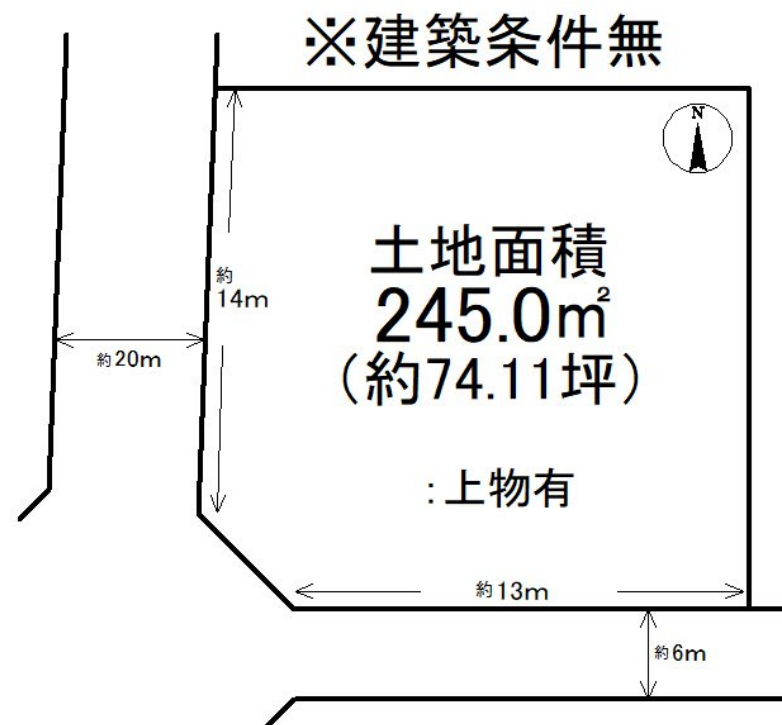 ※建築条件無
N
土地面積
245.0㎡
（約74.11坪）
約
14m
約20m
：上物有
約13m
約6m